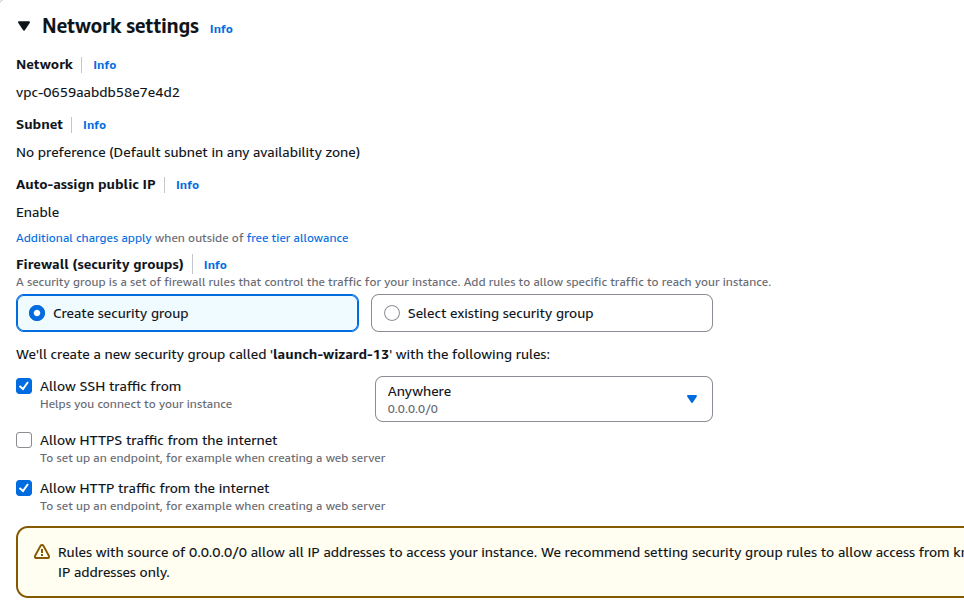 Network settings Info
Network Info
vpc-0659aabdb58e7e4d2
Subnet Info
No preference (Default subnet in any availability zone)
Auto-assign public IP Info
Enable
Additional charges apply when outside of free tier allowance
Firewall (security groups) Info
A security group is a set of firewall rules that control the traffic for your instance. Add rules to allow specific traffic to reach your instance.
Create security group Select existing security group
We'll create a new security group called 'launch-wizard-13' with the following rules:
Allow SSH traffic from Anywhere
Helps you connect to your instance 0.0.0.0/0
Allow HTTPS traffic from the internet
To set up an endpoint, for example when creating a web server
Allow HTTP traffic from the internet
To set up an endpoint, for example when creating a web server
Rules with source of 0.0.0.0/0 allow all IP addresses to access your instance. We recommend setting security group rules to allow access from
IP addresses only.